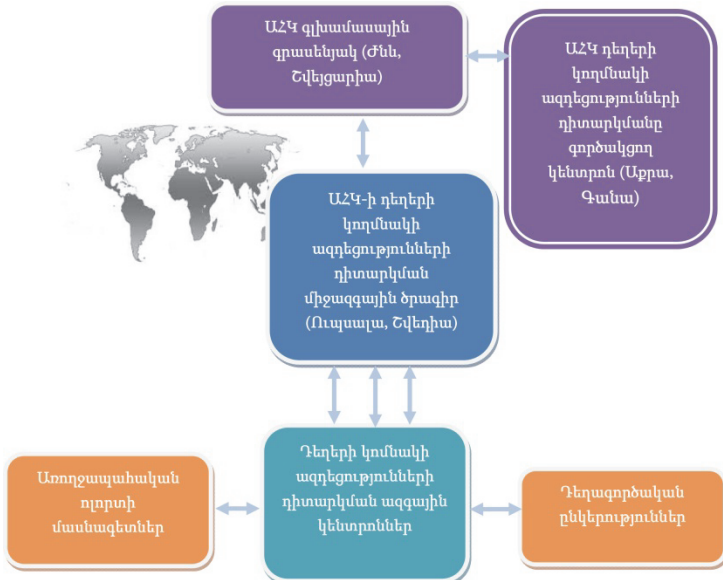 ԱՀԿ գլխամասային
գրասենյակ (Ժնև,
Շվեյցարիա)
ԱՀԿ դեղերի
կողմնակի
ազդեցությունների
դիտարկմանը
գործակցող
կենտրոն (Աքրա,
Գանա)
ԱՀԿ-ի դեղերի
կողմնակի
ազդեցությունների
դիտարկման
միջազգային ծրագիր
(Ուպսալա, Շվեդիա)
Դեղերի կոմնակի
ազդեցությունների
դիտարկման ազգային
կենտրոններ
Առողջապահական
ոլորտի
մասնագետներ
Դեղագործական
ընկերություններ